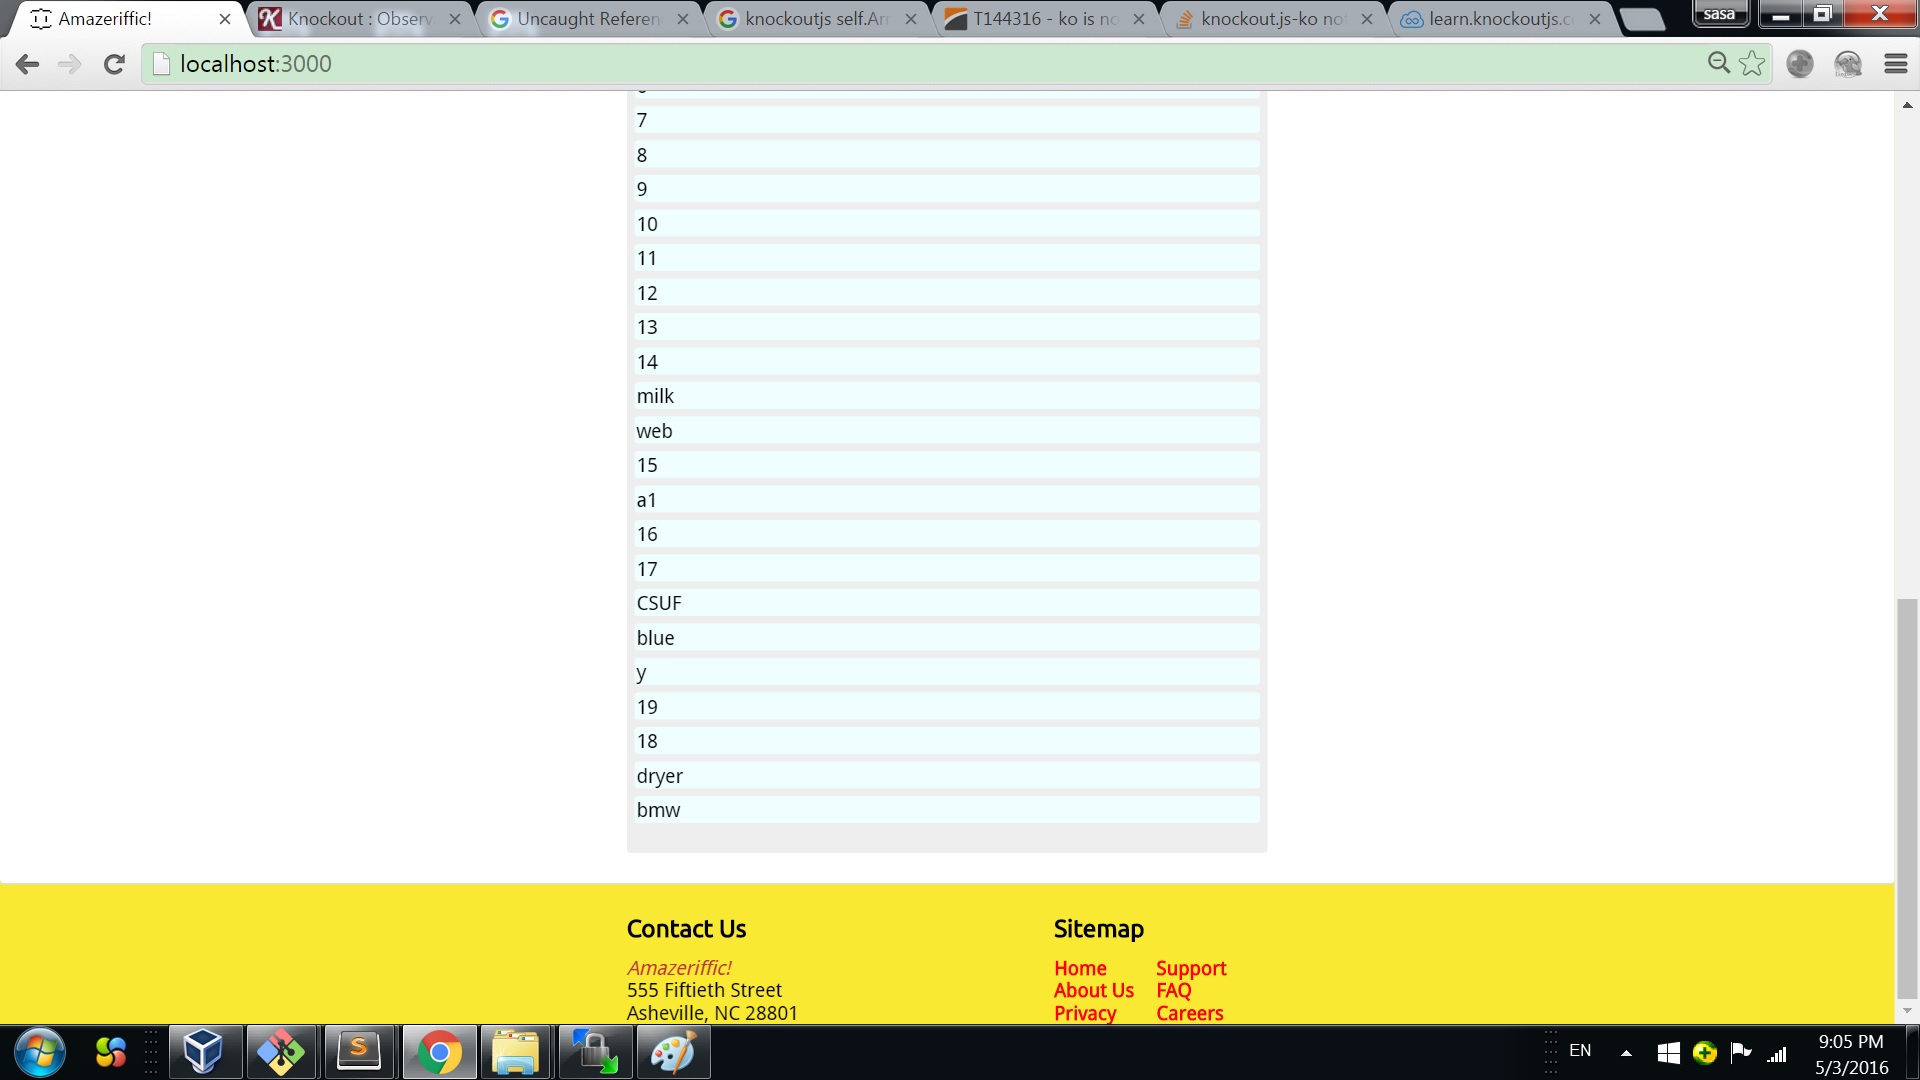 Amazeriffic!
Knockout : Observ
Uncaught Referen
knockoutjs self.Arr
T144316 - ko is no
knockout.js-ko not
learn.knockoutjs.c
sasa
localhost:3000
7
8
9
10
11
12
13
14
milk
web
15
a1
16
17
CSUF
blue
y
19
18
dryer
bmw
Contact Us
Amazeriffic!
555 Fiftieth Street
Asheville, NC 28801
Sitemap
Home
Support
About Us
FAQ
Privacy
Careers
EN
9:05 PM
5/3/2016